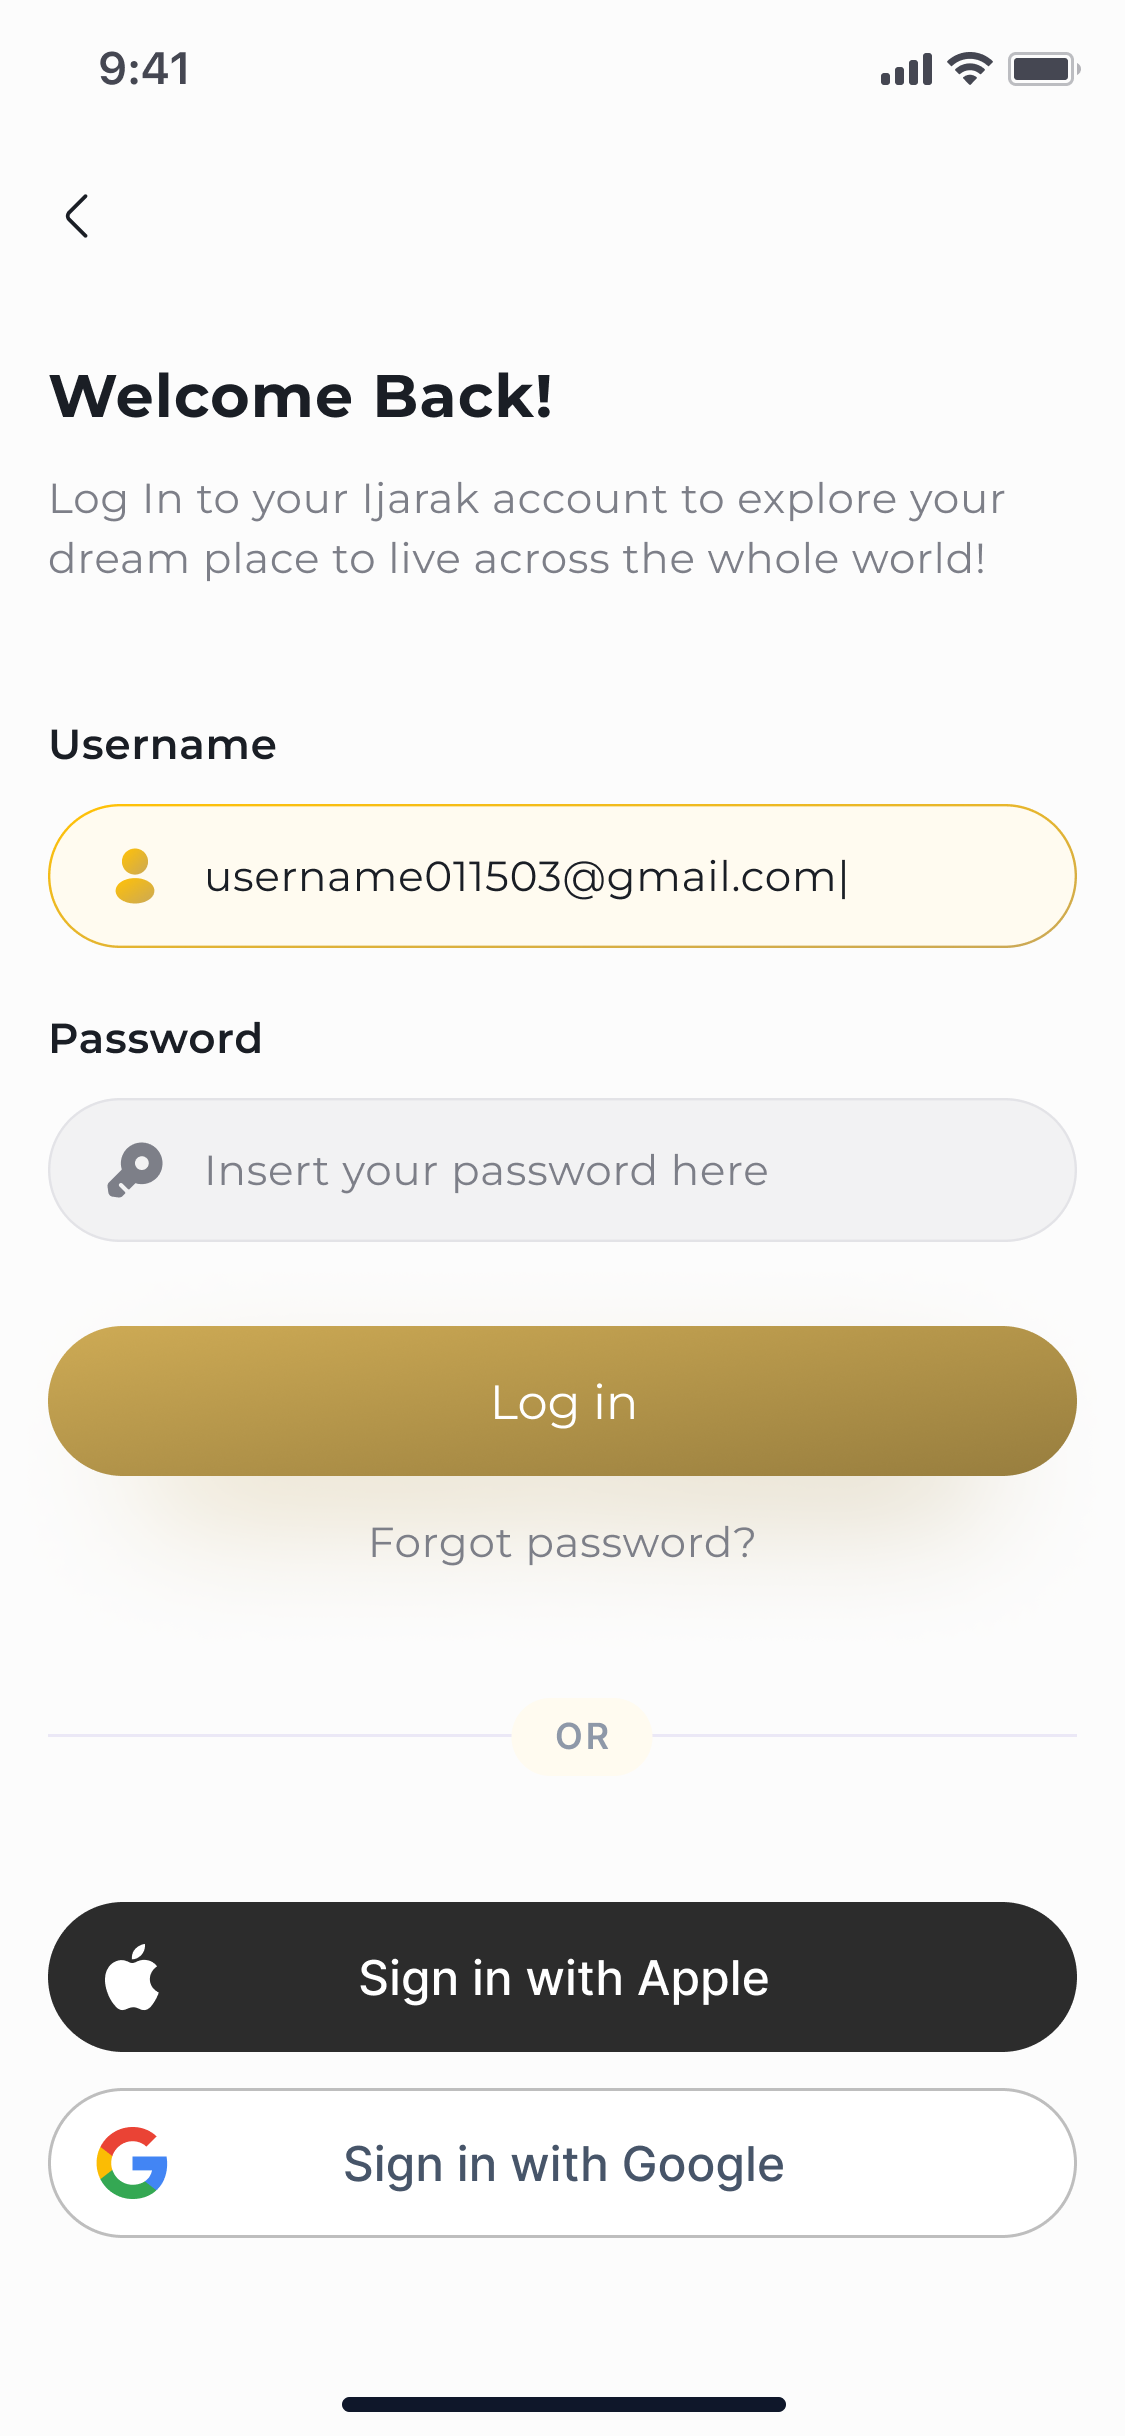 9:41
Welcome Back!
Log In to your Ijarak account to explore your
dream place to live across the whole world!
Username
username011503@gmail.com|
Password
Insert your password here
Log in
Forgot password?
OR
Sign in with Apple
Sign in with Google